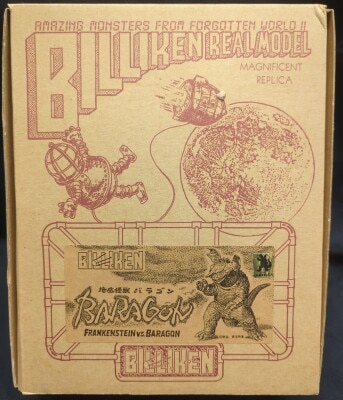 AMAZING MONSTERS FROM FORGOTTEN WORLD !!
BILLIKEN
REAL MODEL
MAGNIFICENT
REPLICA
BILLIKEN
地底怪獣 バラゴン
BARAGON
FRANKENSTEIN VS. BARAGON
BILLIKEN